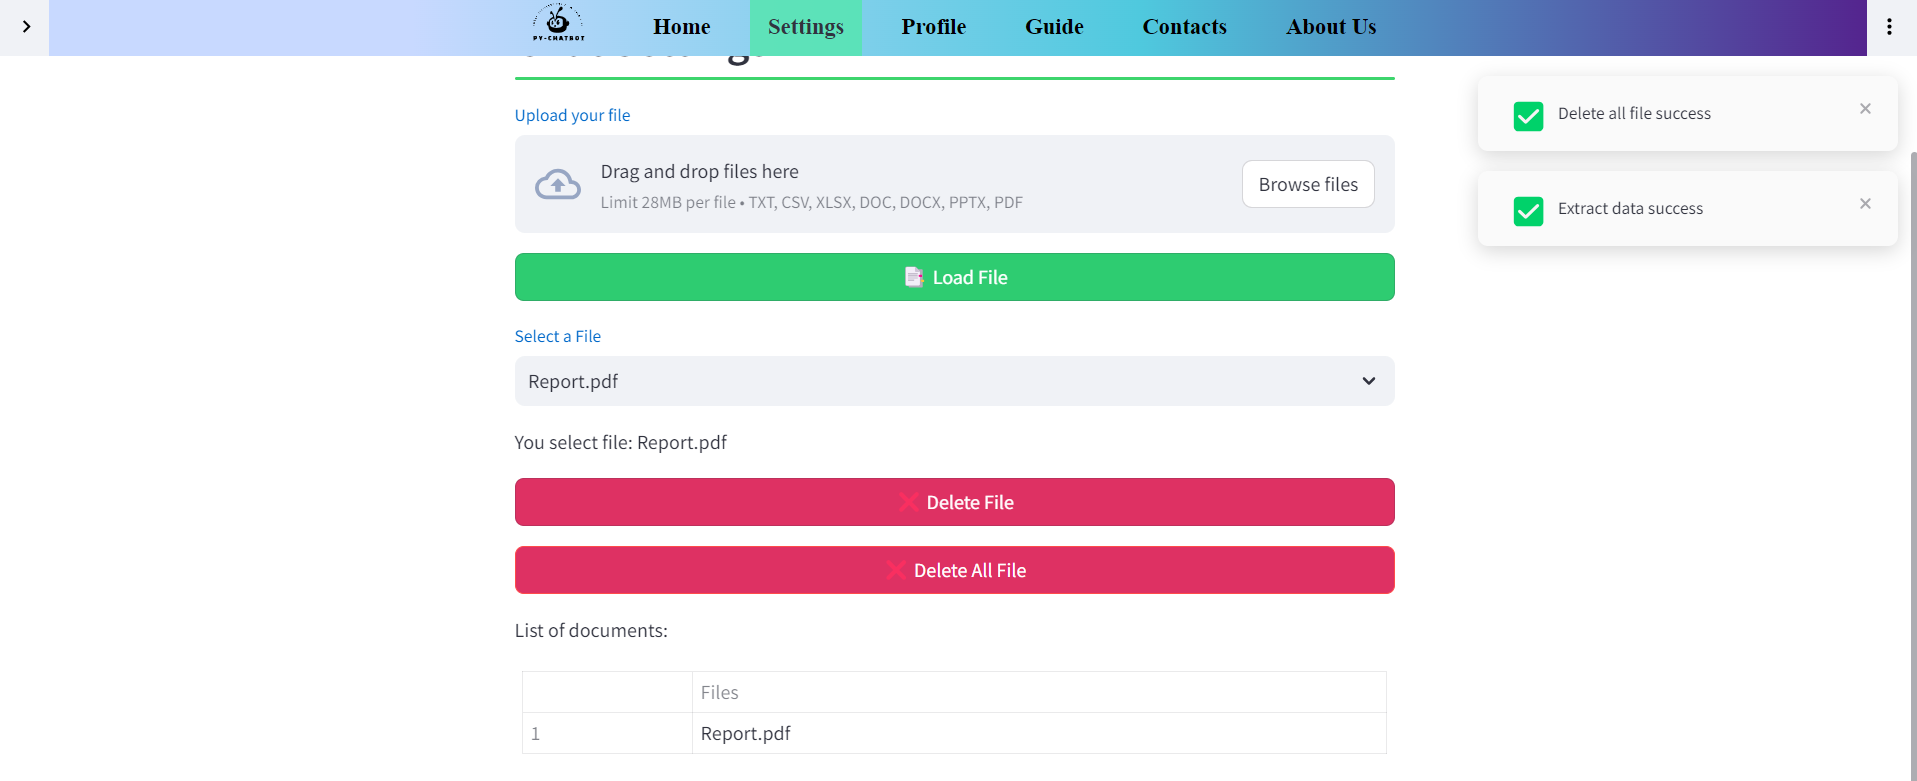 PY-CHATBOT
Home
Settings
Profile
Guide
Contacts
About Us
Upload your file
Drag and drop files here
Limit 28MB per file • TXT, CSV, XLSX, DOC, DOCX, PPTX, PDF
Browse files
Load File
Select a File
Report.pdf
You select file: Report.pdf
Delete File
Delete All File
List of documents:
Files
1 Report.pdf
Delete all file success
Extract data success